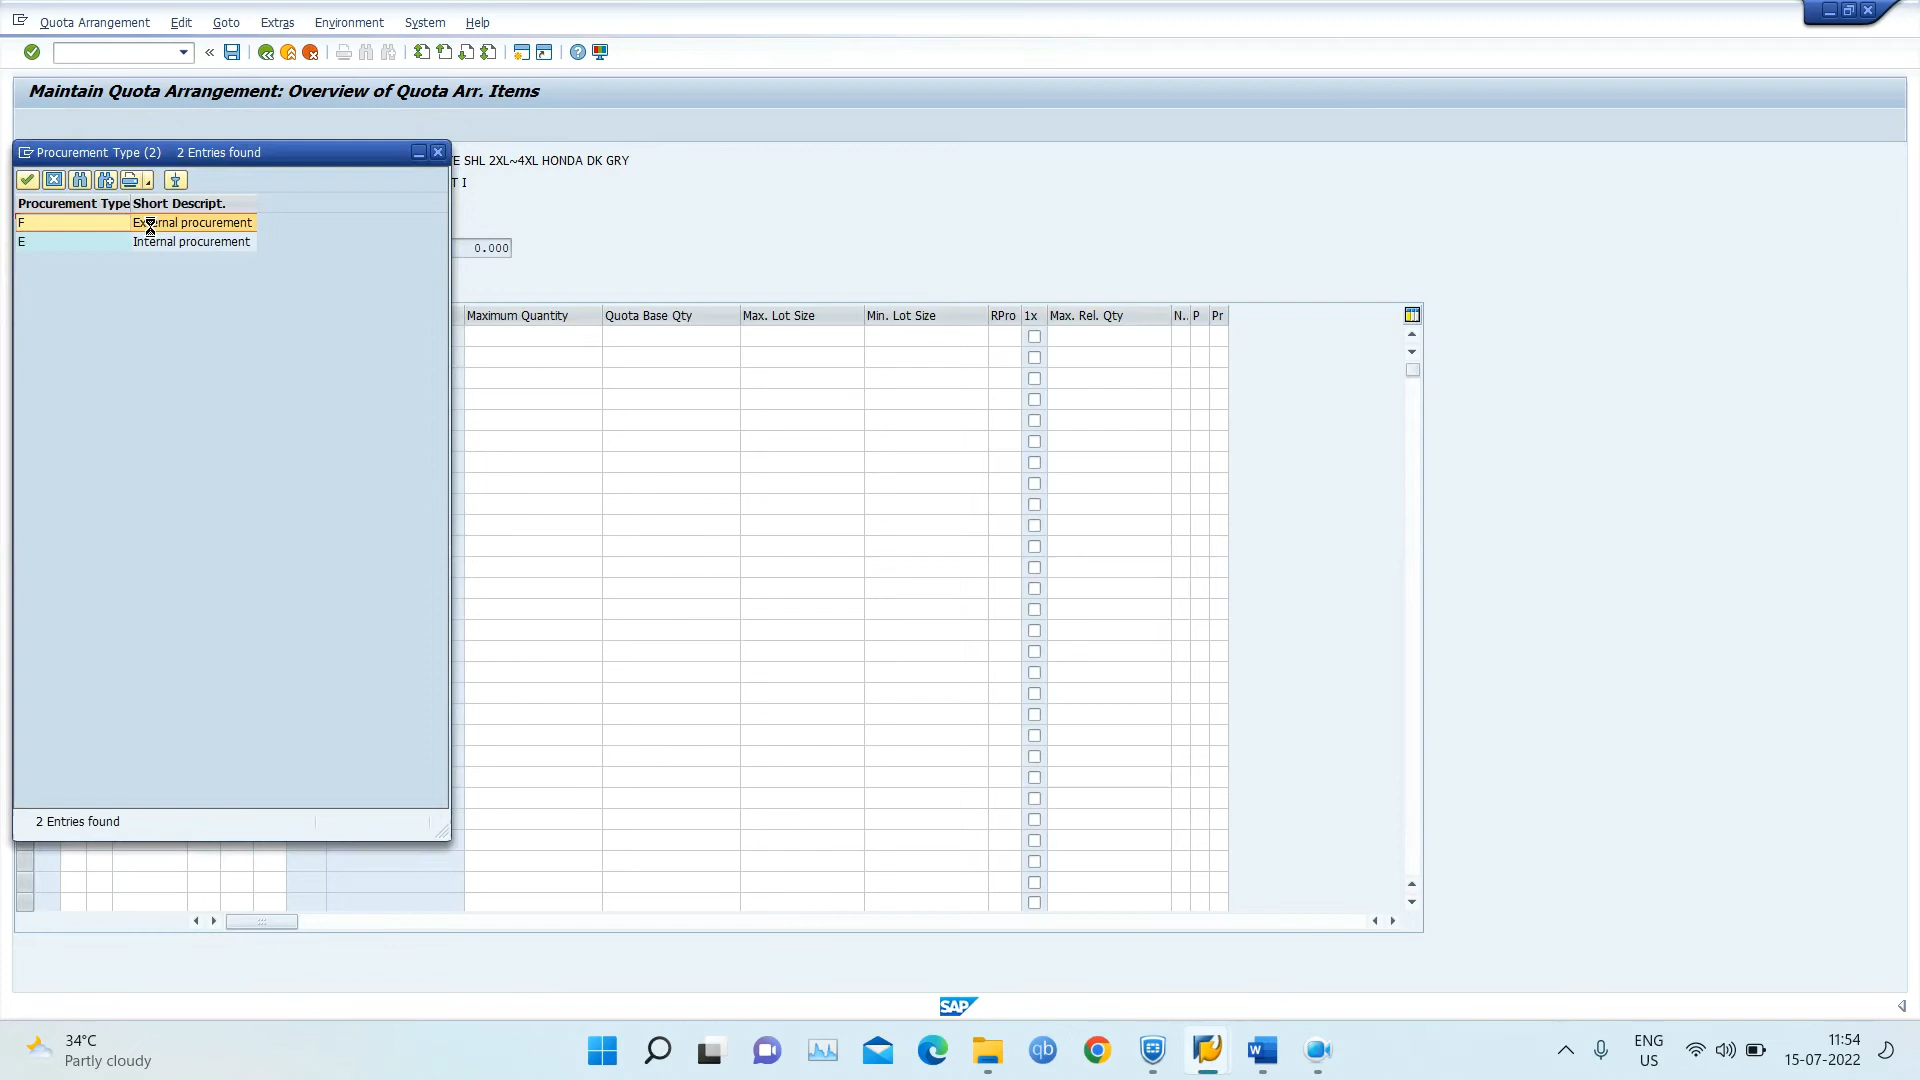 Quota Arrangement Edit Goto Extras Environment System Help
Maintain Quota Arrangement: Overview of Quota Arr. Items
Procurement Type (2) 2 Entries found
E SHL 2XL~4XL HONDA DK GRY
T I
Procurement Type Short Descript.
F External procurement
E Internal procurement
0.000
Maximum Quantity Quota Base Qty Max. Lot Size Min. Lot Size RPro 1x Max. Rel. Qty N.. P Pr
2 Entries found
SAP
34°C
Partly cloudy
qb
ENG
US
11:54
15-07-2022